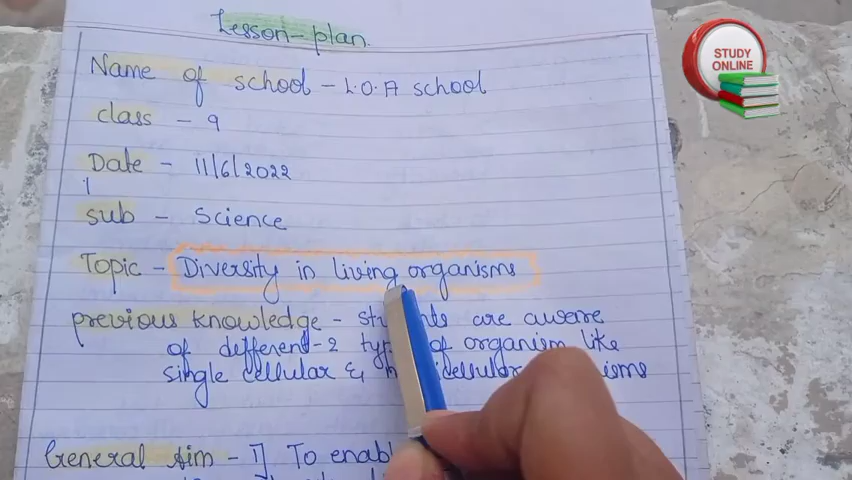 Lesson-plan
STUDY
ONLINE
Name of school - L.O.A school
class - 9
Date - 11/6/2022
sub - Science
Topic - Diversity in living organisms
previous knowledge - are aware
of different-2 of organism like
single cellular &
General Aim - 1] To